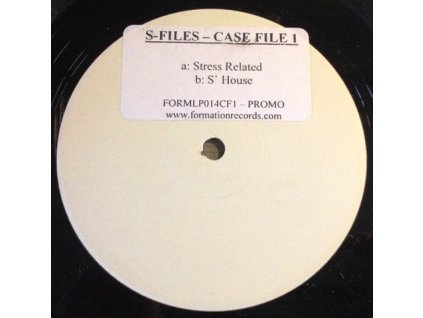 S-FILES – CASE FILE 1
a: Stress Related
b: S' House
FORMLP014CF1 – PROMO
www.formationrecords.com